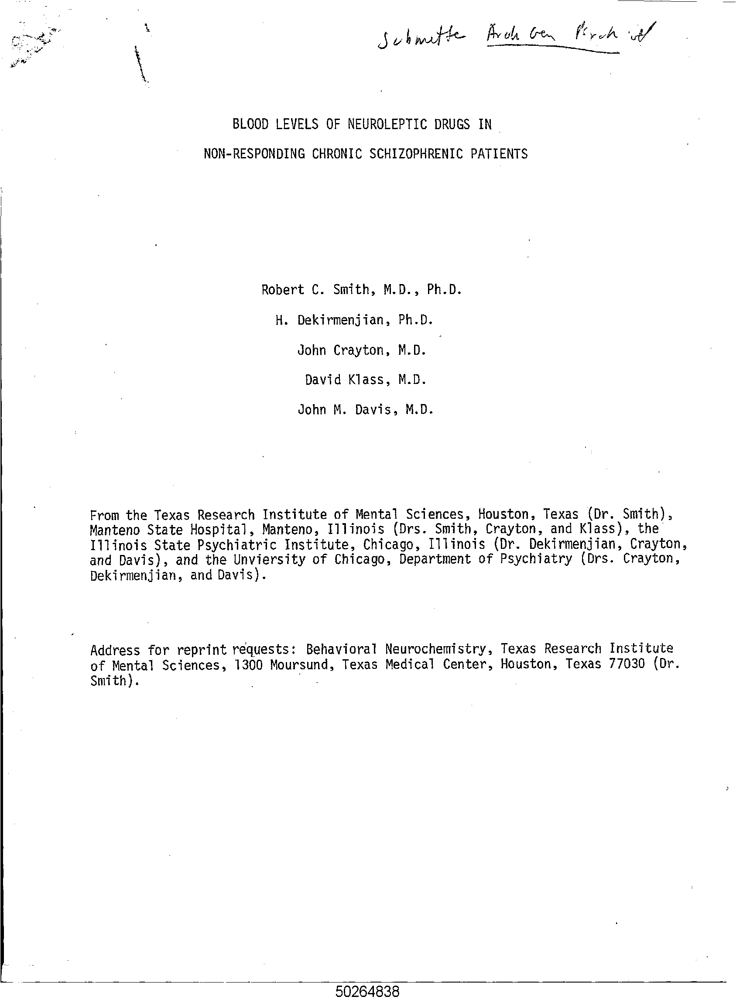 Submitte Arch Gen
BLOOD LEVELS OF NEUROLEPTIC DRUGS IN
NON-RESPONDING CHRONIC SCHIZOPHRENIC PATIENTS
Robert C. Smith, M.D., Ph.D.
H. Dekirmenjian, Ph.D.
John Crayton, M.D.
David Klass, M.D.
John M. Davis, M.D.
From the Texas Research Institute of Mental Sciences, Houston, Texas (Dr. Smith),
Manteno State Hospital, Manteno, Illinois (Drs. Smith, Crayton, and Klass), the
Illinois State Psychiatric Institute, Chicago, Illinois (Dr. Dekirmenjian, Crayton,
and Davis), and the Unviersity of Chicago, Department of Psychiatry (Drs. Crayton,
Dekirmenjian, and Davis).
Address for reprint requests: Behavioral Neurochemistry, Texas Research Institute
of Mental Sciences, 1300 Moursund, Texas Medical Center, Houston, Texas 77030 (Dr.
Smith).
50264838